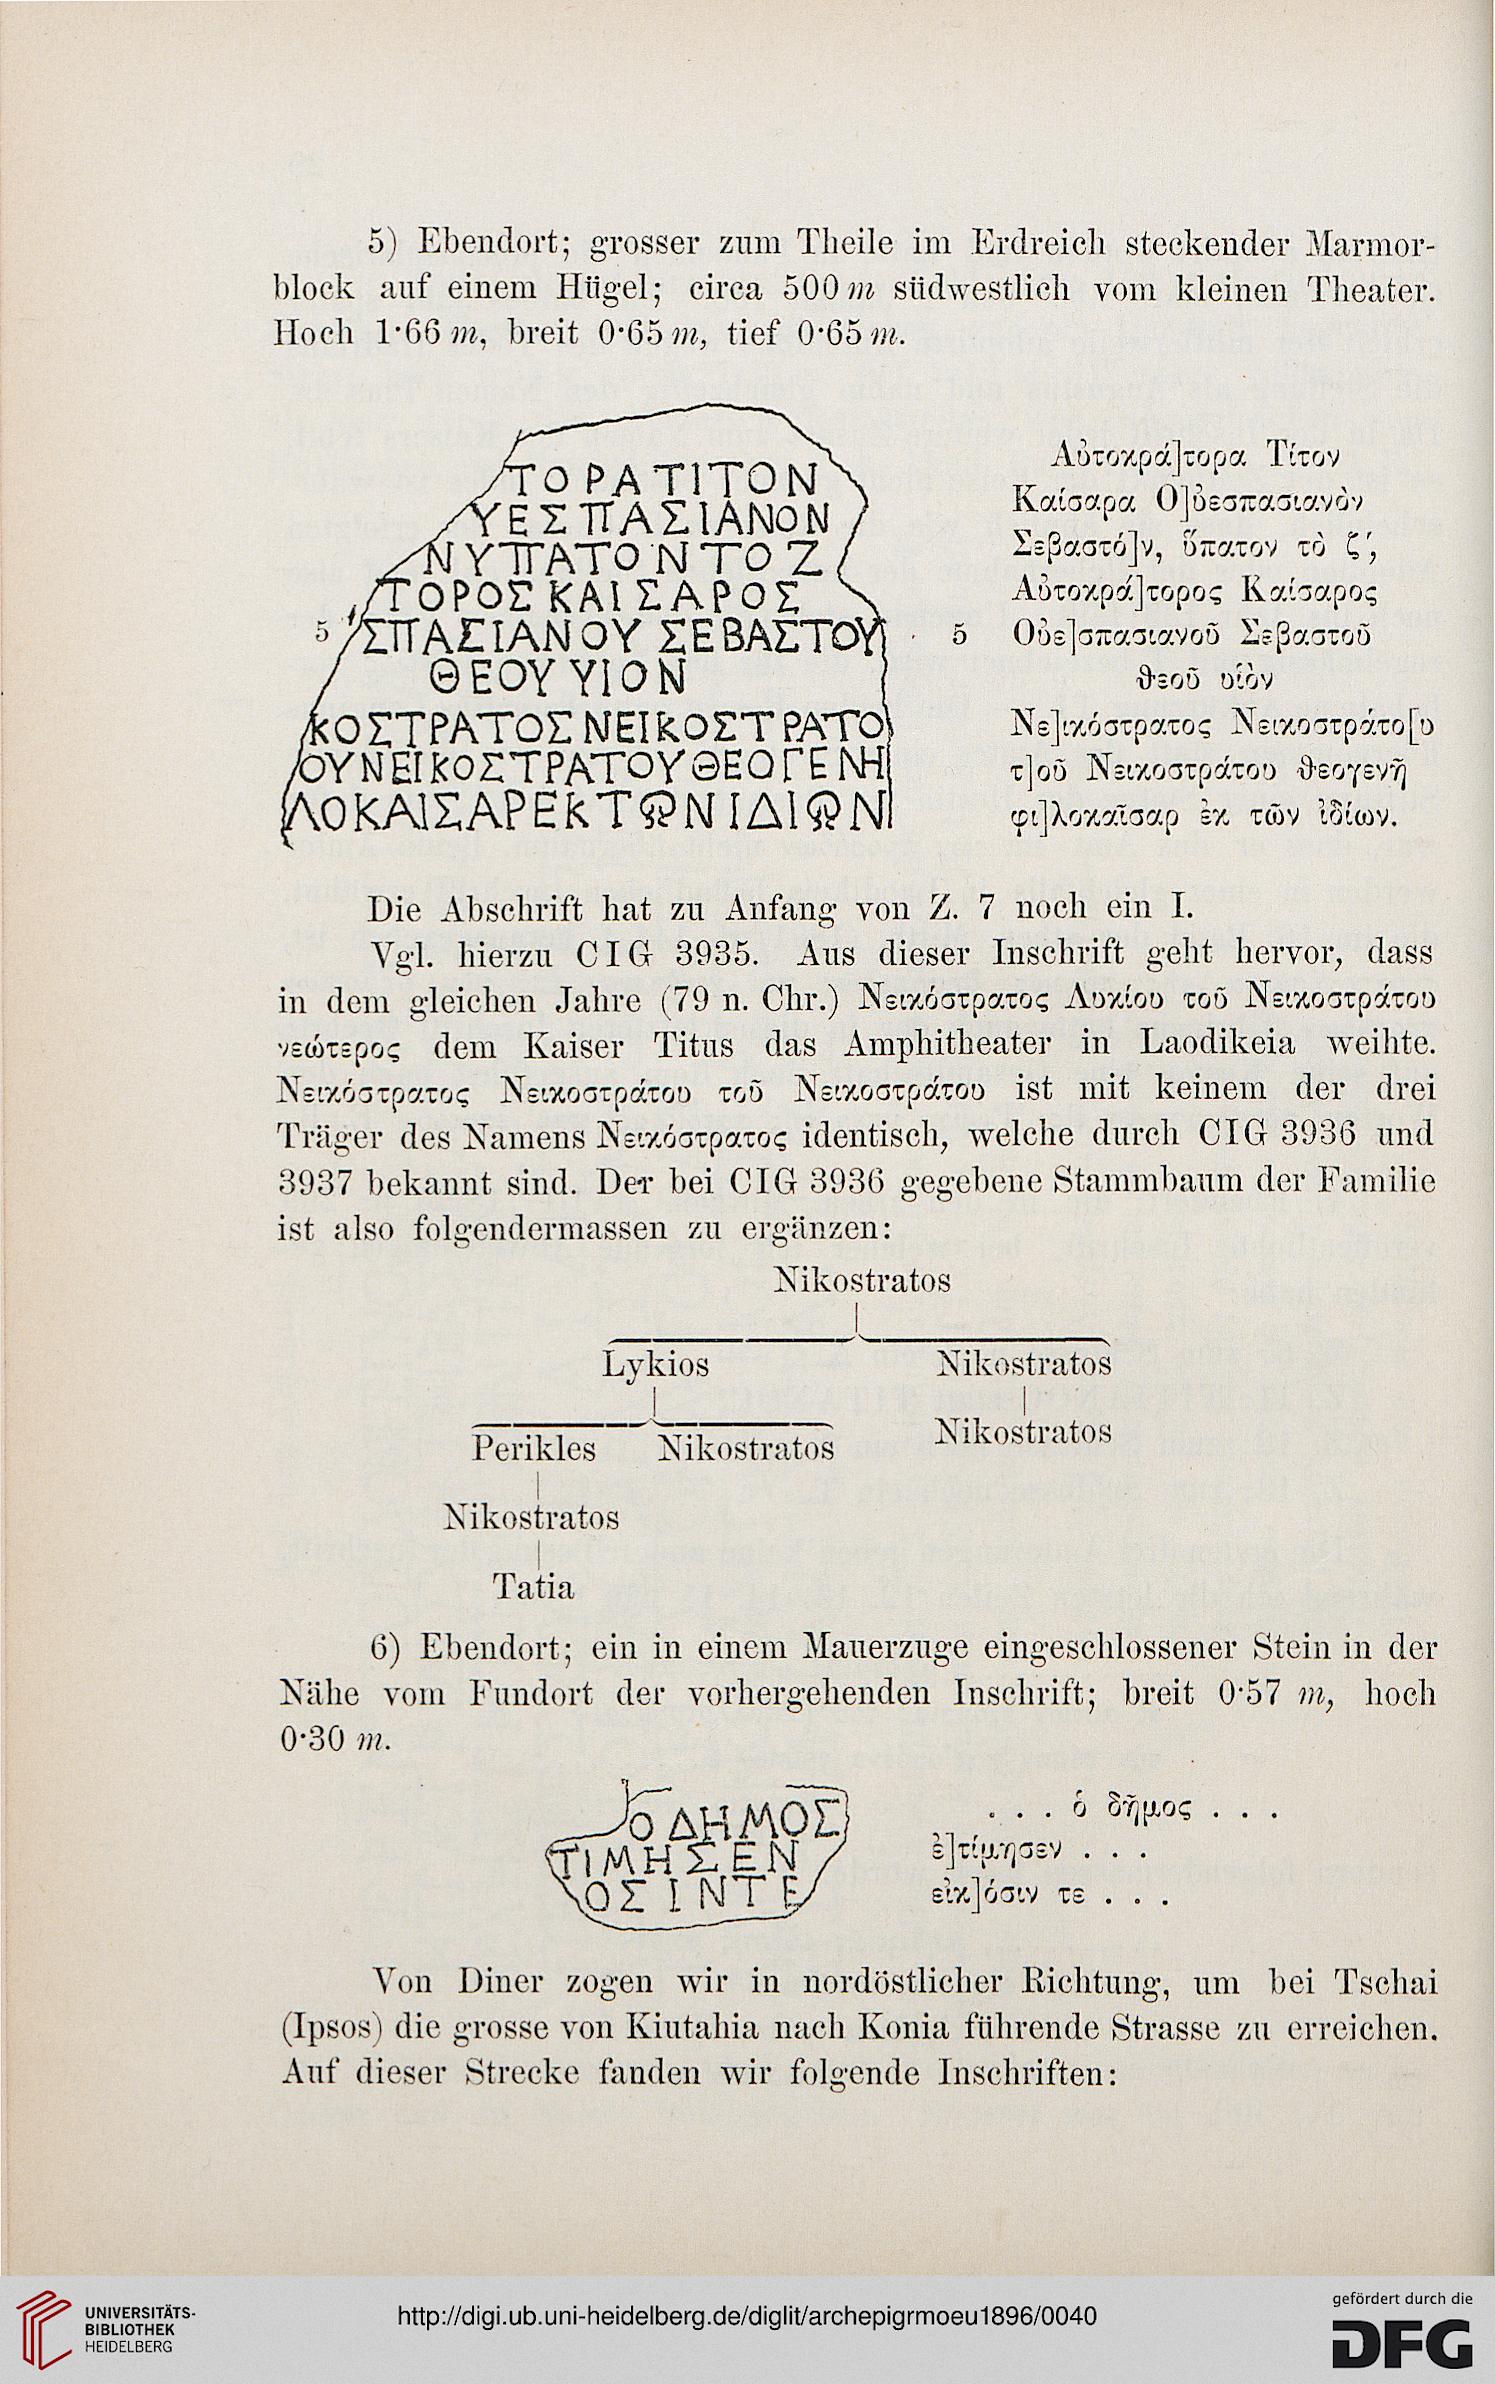 5) Ebendort; grosser zum Theile im Erdreich steckender Marmor-
block auf einem Hügel; circa 500 m südwestlich vom kleinen Theater.
Hoch 1·66 m, breit 0·65 m, tief 0·65 m.
ΤΟΡΑΤΙΤΟΝ
ΥΕΣΠΑΣΙΑΝΟΝ
ΝΥΠΑΤΟΝΤΟΖ
ΤΟΡΟΣΚΑΙΣΑΡΟΣ
5 ΣΠΑΣΙΑΝΟΥ ΣΕΒΑΣΤΟΥ
ΘΕΟΥ ΥΙΟΝ
ΚΟΣΤΡΑΤΟΣΝΕΙΚΟΣΤΡΑΤΟ
ΟΥΝΕΙΚΟΣΤΡΑΤΟΥΘΕΟΓΕΝΗ
ΛΟΚΑΙΣΑΡΕΚΤΩΝΙΔΙΩΝ
Αὐτοκρά]τορα Τίτον
Καίσαρα Ο]ὐεσπασιανὸν
Σεβαστό]ν, ὕπατον τὸ ζ´,
Αὐτοκρά]τορος Καίσαρος
5 Οὐε]σπασιανοῦ Σεβαστοῦ
ϑεοῦ υἱὸν
Νε]ικόστρατος Νεικοστράτο[υ
τ]οῦ Νεικοστράτου ϑεογενῆ
φι]λοκαῖσαρ ἐκ τῶν ἰδίων.
Die Abschrift hat zu Anfang von Z. 7 noch ein I.
Vgl. hierzu CIG 3935. Aus dieser Inschrift geht hervor, dass
in dem gleichen Jahre (79 n. Chr.) Νεικόστρατος Λυκίου τοῦ Νεικοστράτου
νεώτερος dem Kaiser Titus das Amphitheater in Laodikeia weihte.
Νεικόστρατος Νεικοστράτου τοῦ Νεικοστράτου ist mit keinem der drei
Träger des Namens Νεικόστρατος identisch, welche durch CIG 3936 und
3937 bekannt sind. Der bei CIG 3936 gegebene Stammbaum der Familie
ist also folgendermassen zu ergänzen:
Nikostratos
Lykios Nikostratos
Perikles Nikostratos Nikostratos
Nikostratos
Tatia
6) Ebendort; ein in einem Mauerzuge eingeschlossener Stein in der
Nähe vom Fundort der vorhergehenden Inschrift; breit 0·57 m, hoch
0·30 m.
ΟΔΗΜΟΣ
ΤΙΜΗΣΕΝ
ΟΣΙΝΤΕ
. . . ὁ δῆμος . . .
ἐ]τίμησεν . . .
εἰκ]όσιν τε . . .
Von Diner zogen wir in nordöstlicher Richtung, um bei Tschai
(Ipsos) die grosse von Kiutahia nach Konia führende Strasse zu erreichen.
Auf dieser Strecke fanden wir folgende Inschriften:
UNIVERSITÄTS-
BIBLIOTHEK
HEIDELBERG
http://digi.ub.uni-heidelberg.de/diglit/archepigrmoeu1896/0040
gefördert durch die
DFG